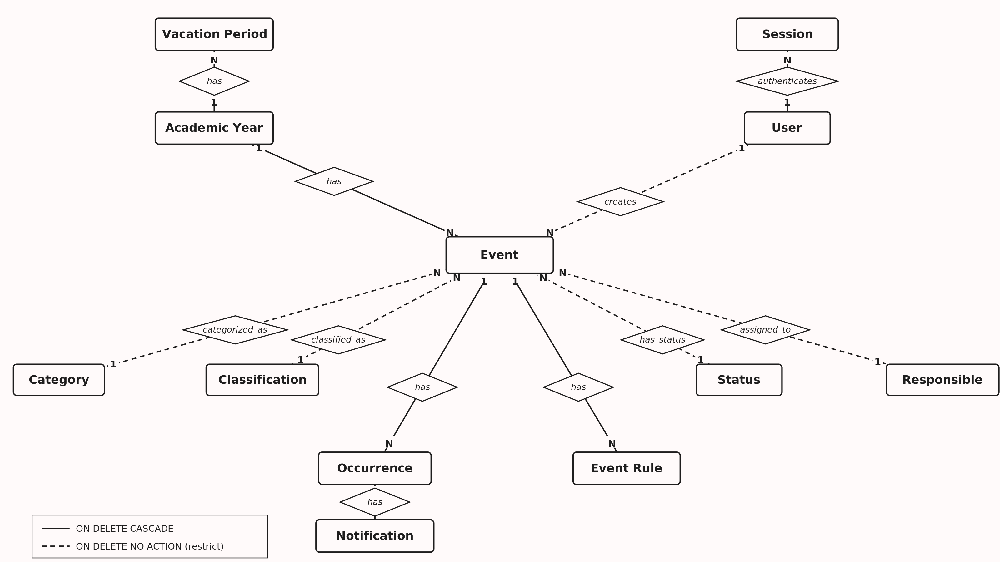 Vacation Period
Session
N
N
has
authenticates
1
1
Academic Year
User
1
1
has
creates
N
N
Event
N
N
1
1
N
N
categorized_as
classified_as
has_status
assigned_to
1
1
1
1
Category
Classification
has
has
Status
Responsible
N
N
Occurrence
Event Rule
has
Notification
ON DELETE CASCADE
ON DELETE NO ACTION (restrict)